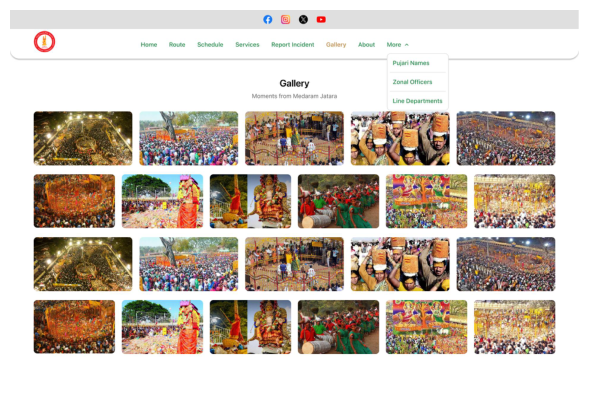 Home Route Schedule Services Report Incident Gallery About More
Pujari Names
Zonal Officers
Line Departments
Gallery
Moments from Medaram Jatara